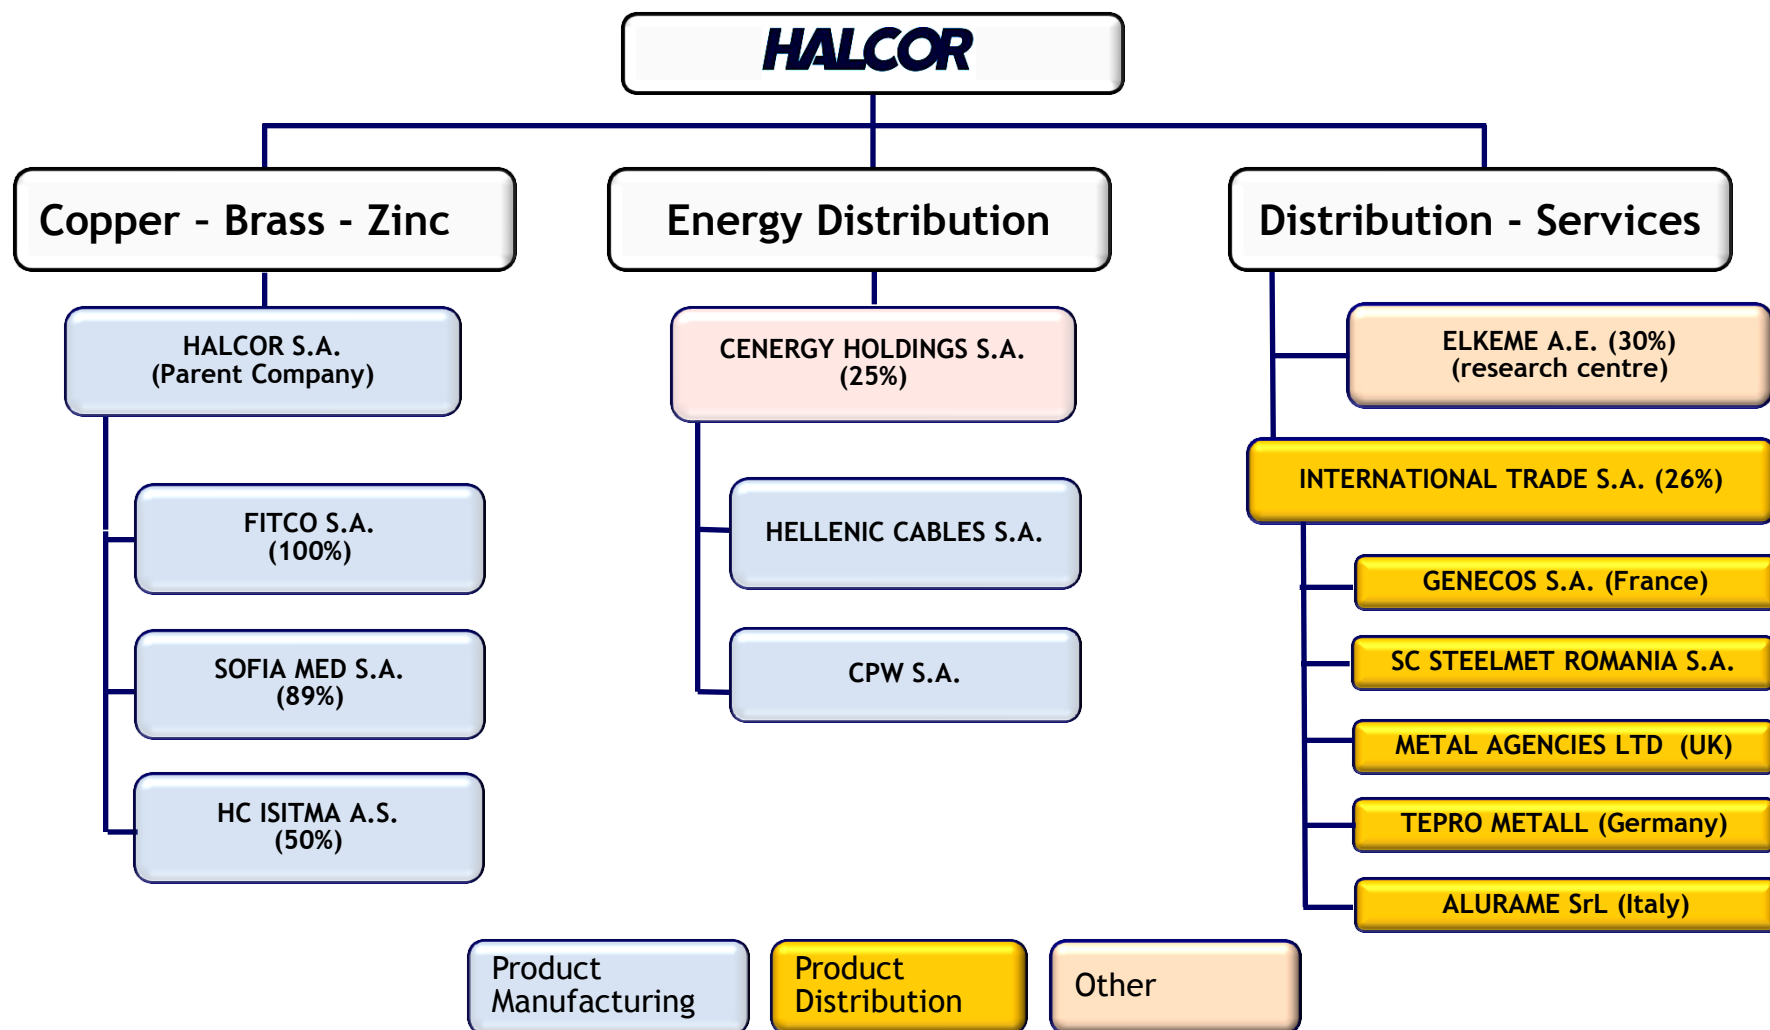 HALCOR
Copper - Brass - Zinc
Energy Distribution
Distribution - Services
HALCOR S.A.
(Parent Company)
FITCO S.A.
(100%)
SOFIA MED S.A.
(89%)
HC ISITMA A.S.
(50%)
CENERGY HOLDINGS S.A.
(25%)
HELLENIC CABLES S.A.
CPW S.A.
ELKEME A.E. (30%)
(research centre)
INTERNATIONAL TRADE S.A. (26%)
GENECOS S.A. (France)
SC STEELMET ROMANIA S.A.
METAL AGENCIES LTD  (UK)
TEPRO METALL (Germany)
ALURAME SrL (Italy)
Product
Manufacturing
Product
Distribution
Other